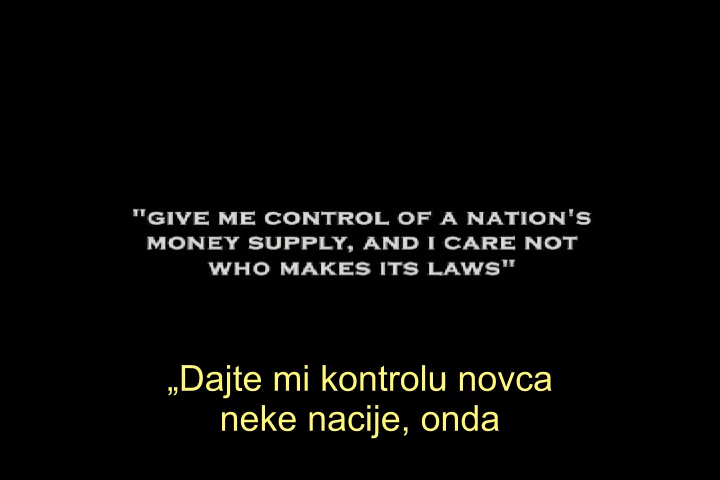 "GIVE ME CONTROL OF A NATION'S
MONEY SUPPLY, AND I CARE NOT
WHO MAKES ITS LAWS"
„Dajte mi kontrolu novca
neke nacije, onda